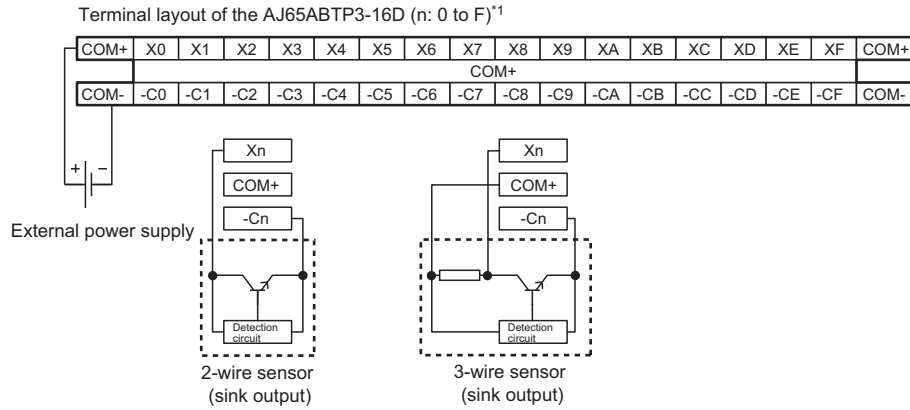 Terminal layout of the AJ65ABTP3-16D (n: 0 to F)*1
COM+ X0 X1 X2 X3 X4 X5 X6 X7 X8 X9 XA XB XC XD XE XF COM+
COM+
COM- -C0 -C1 -C2 -C3 -C4 -C5 -C6 -C7 -C8 -C9 -CA -CB -CC -CD -CE -CF COM-
+ −
External power supply
Xn
COM+
-Cn
Detection
circuit
2-wire sensor
(sink output)
Xn
COM+
-Cn
Detection
circuit
3-wire sensor
(sink output)